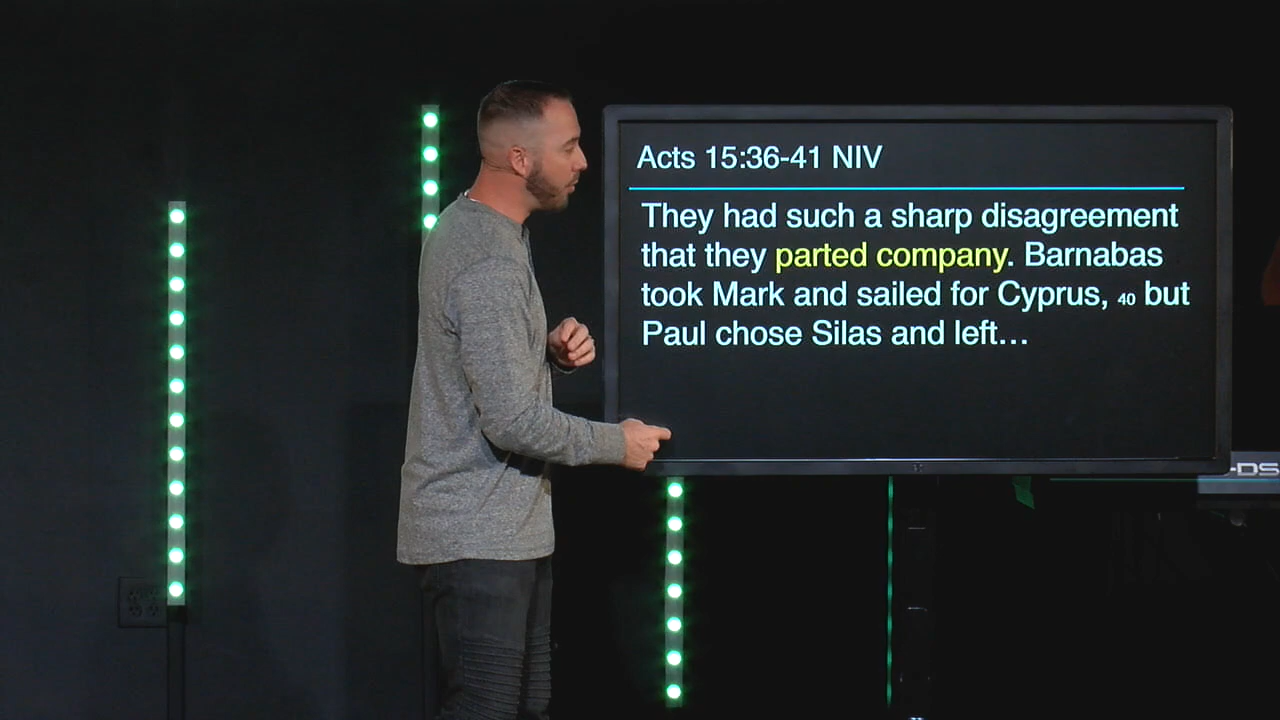 Acts 15:36-41 NIV
They had such a sharp disagreement
that they parted company. Barnabas
took Mark and sailed for Cyprus, 40 but
Paul chose Silas and left...
-DS